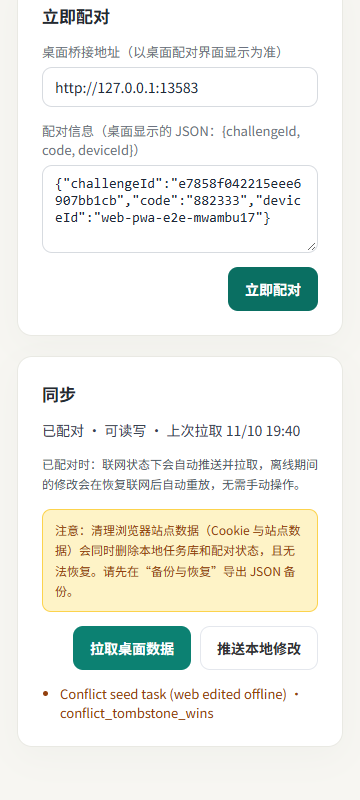 立即配对
桌面桥接地址（以桌面配对界面显示为准）
http://127.0.0.1:13583
配对信息（桌面显示的 JSON：{challengeId,
code, deviceId}）
{"challengeId":"e7858f042215eee6
907bb1cb","code":"882333","devic
eId":"web-pwa-e2e-mwambu17"}
立即配对
同步
已配对 · 可读写 · 上次拉取 11/10 19:40
已配对时：联网状态下会自动推送并拉取，离线期间
的修改会在恢复联网后自动重放，无需手动操作。
注意：清理浏览器站点数据（Cookie 与站点数
据）会同时删除本地任务库和配对状态，且无
法恢复。请先在“备份与恢复”导出 JSON 备
份。
拉取桌面数据
推送本地修改
• Conflict seed task (web edited offline) ·
conflict_tombstone_wins